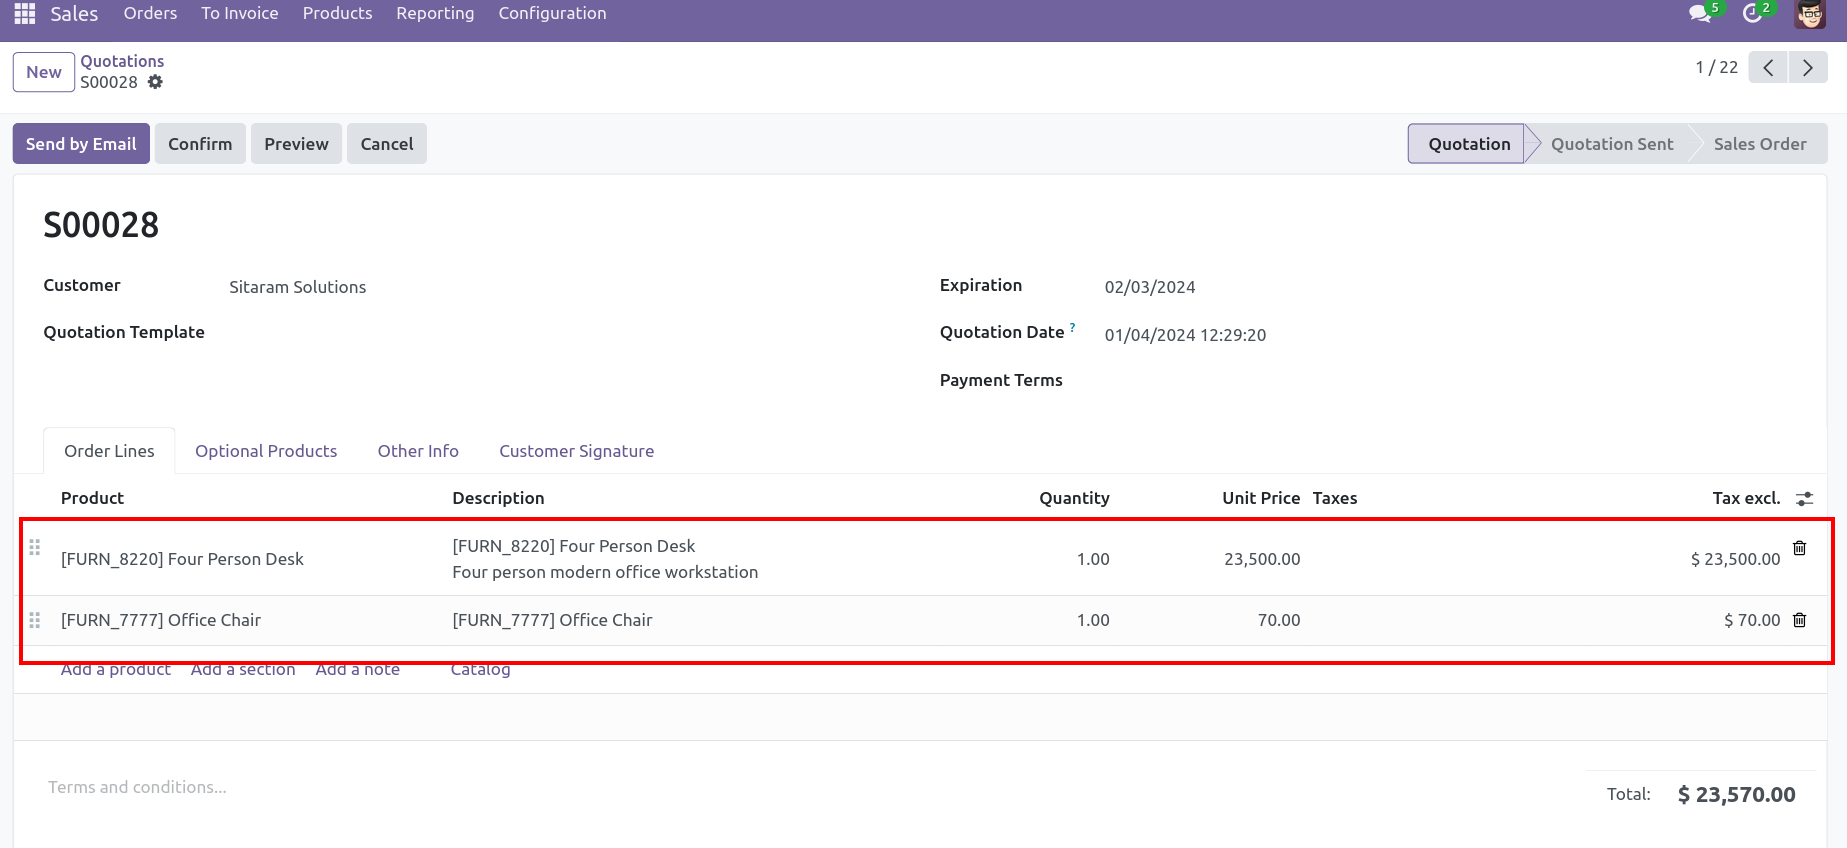 Sales Orders To Invoice Products Reporting Configuration 5 2
New Quotations
S00028
1 / 22
Send by Email Confirm Preview Cancel Quotation Quotation Sent Sales Order
S00028
Customer Sitaram Solutions Expiration 02/03/2024
Quotation Template Quotation Date ? 01/04/2024 12:29:20
Payment Terms
Order Lines Optional Products Other Info Customer Signature
Product Description Quantity Unit Price Taxes Tax excl.
[FURN_8220] Four Person Desk [FURN_8220] Four Person Desk 1.00 23,500.00 $ 23,500.00
Four person modern office workstation
[FURN_7777] Office Chair [FURN_7777] Office Chair 1.00 70.00 $ 70.00
Add a product Add a section Add a note Catalog
Terms and conditions...
Total: $ 23,570.00